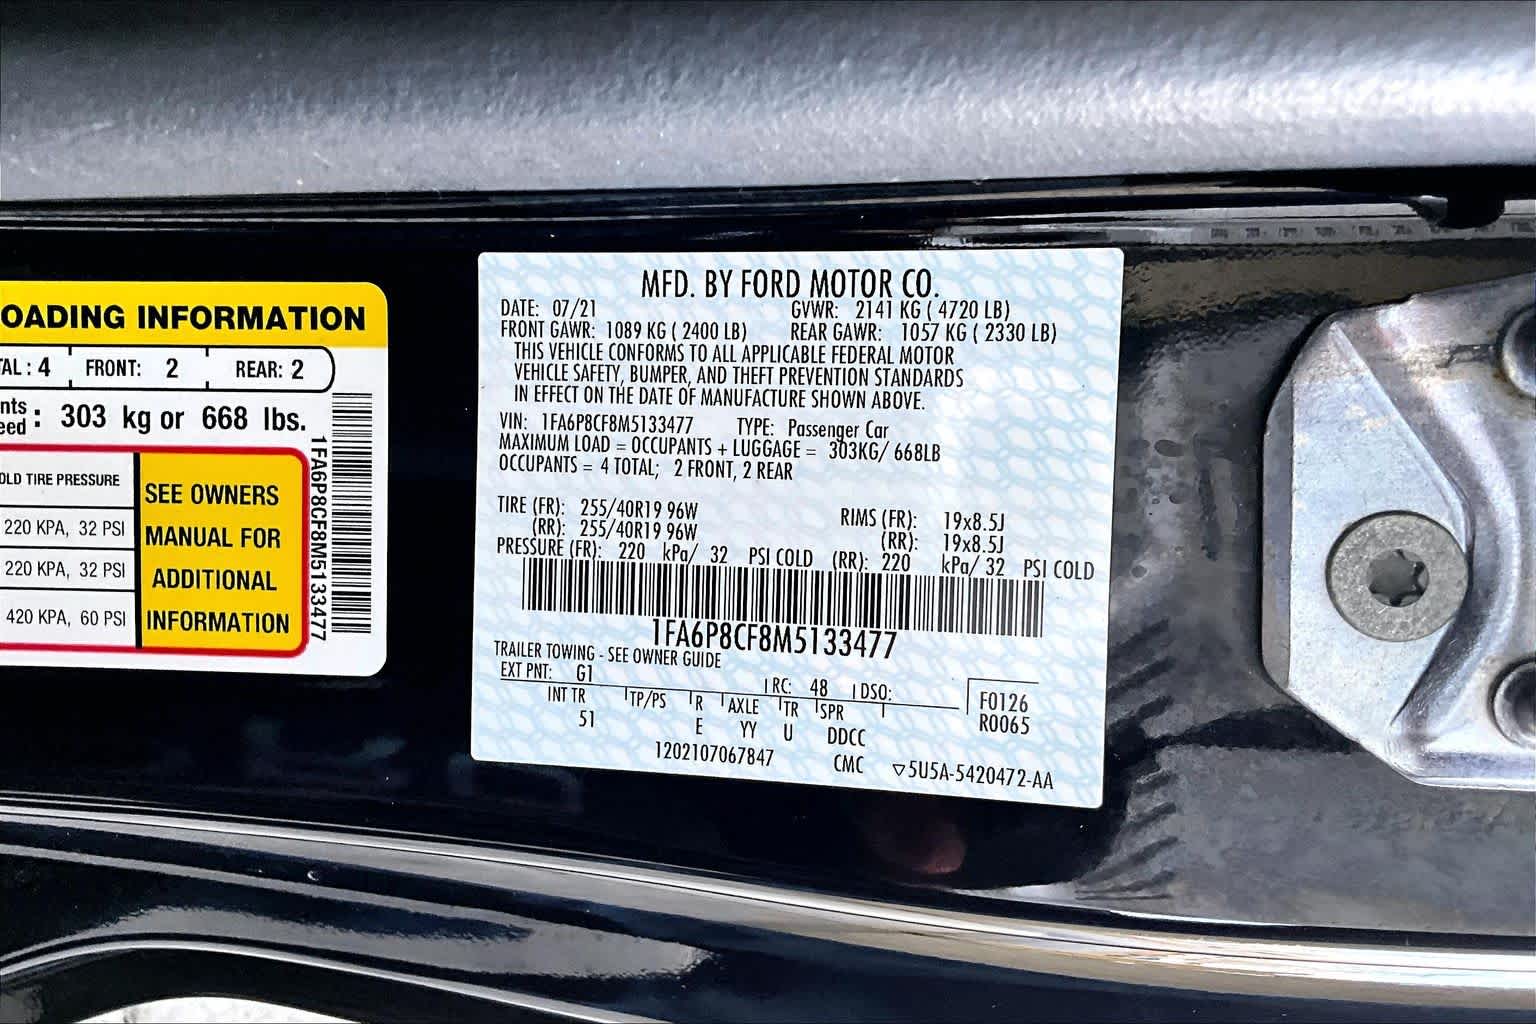 OADING INFORMATION
TAL : 4 FRONT: 2 REAR: 2
nts
eed : 303 kg or 668 lbs.
OLD TIRE PRESSURE
220 KPA, 32 PSI
220 KPA, 32 PSI
420 KPA, 60 PSI
SEE OWNERS
MANUAL FOR
ADDITIONAL
INFORMATION
1FA6P8CF8M5133477
MFD. BY FORD MOTOR CO.
DATE: 07/21 GVWR: 2141 KG ( 4720 LB)
FRONT GAWR: 1089 KG ( 2400 LB) REAR GAWR: 1057 KG ( 2330 LB)
THIS VEHICLE CONFORMS TO ALL APPLICABLE FEDERAL MOTOR
VEHICLE SAFETY, BUMPER, AND THEFT PREVENTION STANDARDS
IN EFFECT ON THE DATE OF MANUFACTURE SHOWN ABOVE.
VIN: 1FA6P8CF8M5133477 TYPE: Passenger Car
MAXIMUM LOAD = OCCUPANTS + LUGGAGE = 303KG/ 668LB
OCCUPANTS = 4 TOTAL; 2 FRONT, 2 REAR
TIRE (FR): 255/40R19 96W RIMS (FR): 19x8.5J
(RR): 255/40R19 96W (RR): 19x8.5J
PRESSURE (FR): 220 kPa/ 32 PSI COLD (RR): 220 kPa/ 32 PSI COLD
1FA6P8CF8M5133477
TRAILER TOWING - SEE OWNER GUIDE
EXT PNT: G1 RC: 48 DSO: F0126
INT TR TP/PS R AXLE TR SPR R0065
51 E YY U DDCC
1202107067847 CMC ▽5U5A-5420472-AA